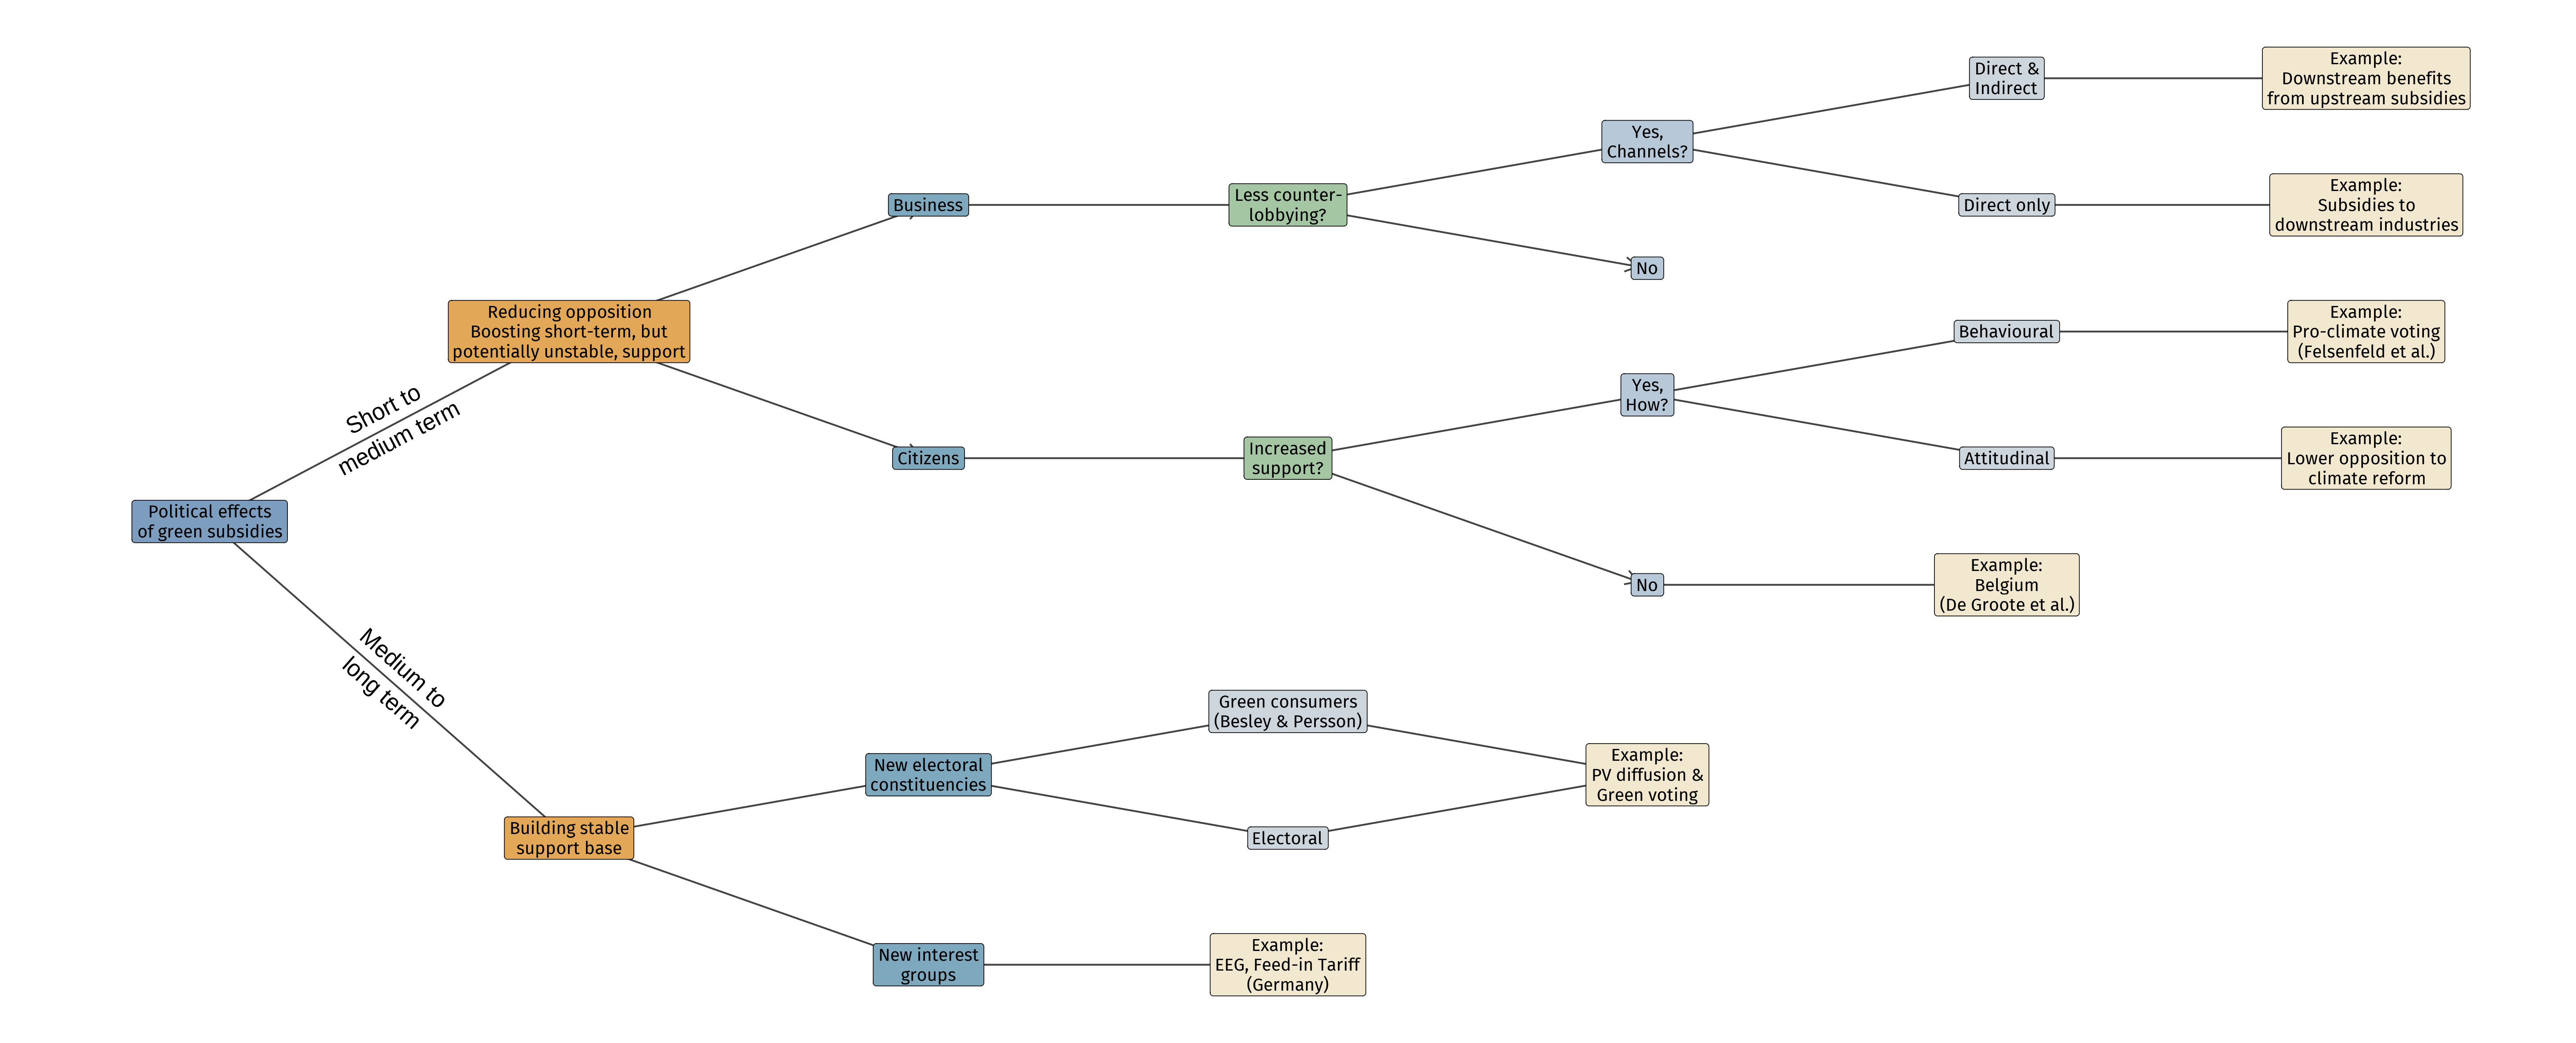 Political effects
of green subsidies
Short to
medium term
Medium to
long term
Reducing opposition
Boosting short-term, but
potentially unstable, support
Business
Less counter-
lobbying?
Yes,
Channels?
Direct &
Indirect
Example:
Downstream benefits
from upstream subsidies
Direct only
Example:
Subsidies to
downstream industries
No
Citizens
Increased
support?
Yes,
How?
Behavioural
Example:
Pro-climate voting
(Felsenfeld et al.)
Attitudinal
Example:
Lower opposition to
climate reform
No
Example:
Belgium
(De Groote et al.)
Building stable
support base
New electoral
constituencies
Green consumers
(Besley & Persson)
Electoral
Example:
PV diffusion &
Green voting
New interest
groups
Example:
EEG, Feed-in Tariff
(Germany)